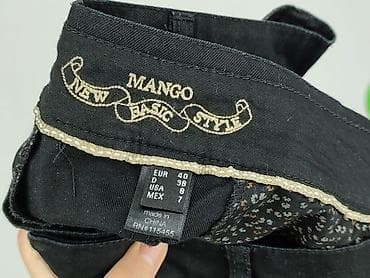 MANGO
NEW BASIC STYLE
EUR 40
D 38
USA 8
MEX 7
made in
CHINA
RN#115455